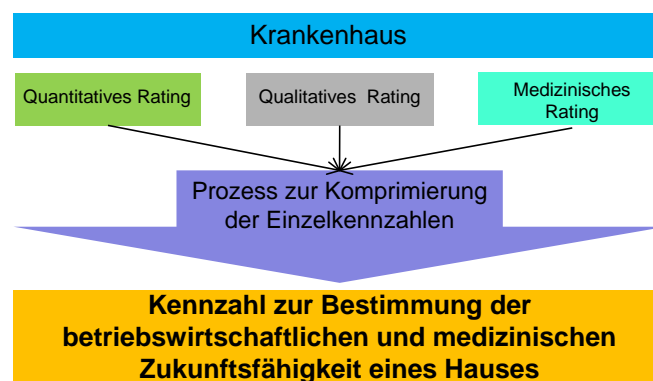 Krankenhaus
Quantitatives Rating
Qualitatives Rating
Medizinisches
Rating
Prozess zur Komprimierung
der Einzelkennzahlen
Kennzahl zur Bestimmung der
betriebswirtschaftlichen und medizinischen
Zukunftsfähigkeit eines Hauses